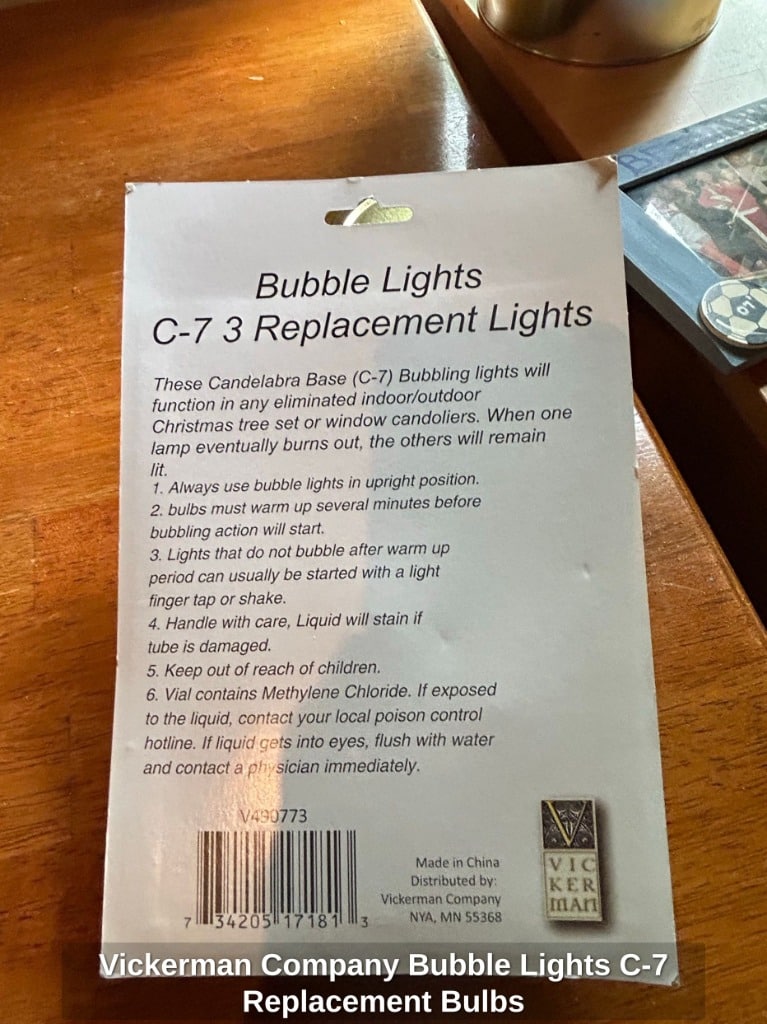 Bubble Lights
C-7 3 Replacement Lights
These Candelabra Base (C-7) Bubbling lights will
function in any eliminated indoor/outdoor
Christmas tree set or window candoliers. When one
lamp eventually burns out, the others will remain
lit.
1. Always use bubble lights in upright position.
2. bulbs must warm up several minutes before
bubbling action will start.
3. Lights that do not bubble after warm up
period can usually be started with a light
finger tap or shake.
4. Handle with care, Liquid will stain if
tube is damaged.
5. Keep out of reach of children.
6. Vial contains Methylene Chloride. If exposed
to the liquid, contact your local poison control
hotline. If liquid gets into eyes, flush with water
and contact a physician immediately.
V490773
7 34205 17181 3
Made in China
Distributed by:
Vickerman Company
NYA, MN 55368
V
VIC
KER
MAN
07
Vickerman Company Bubble Lights C-7
Replacement Bulbs